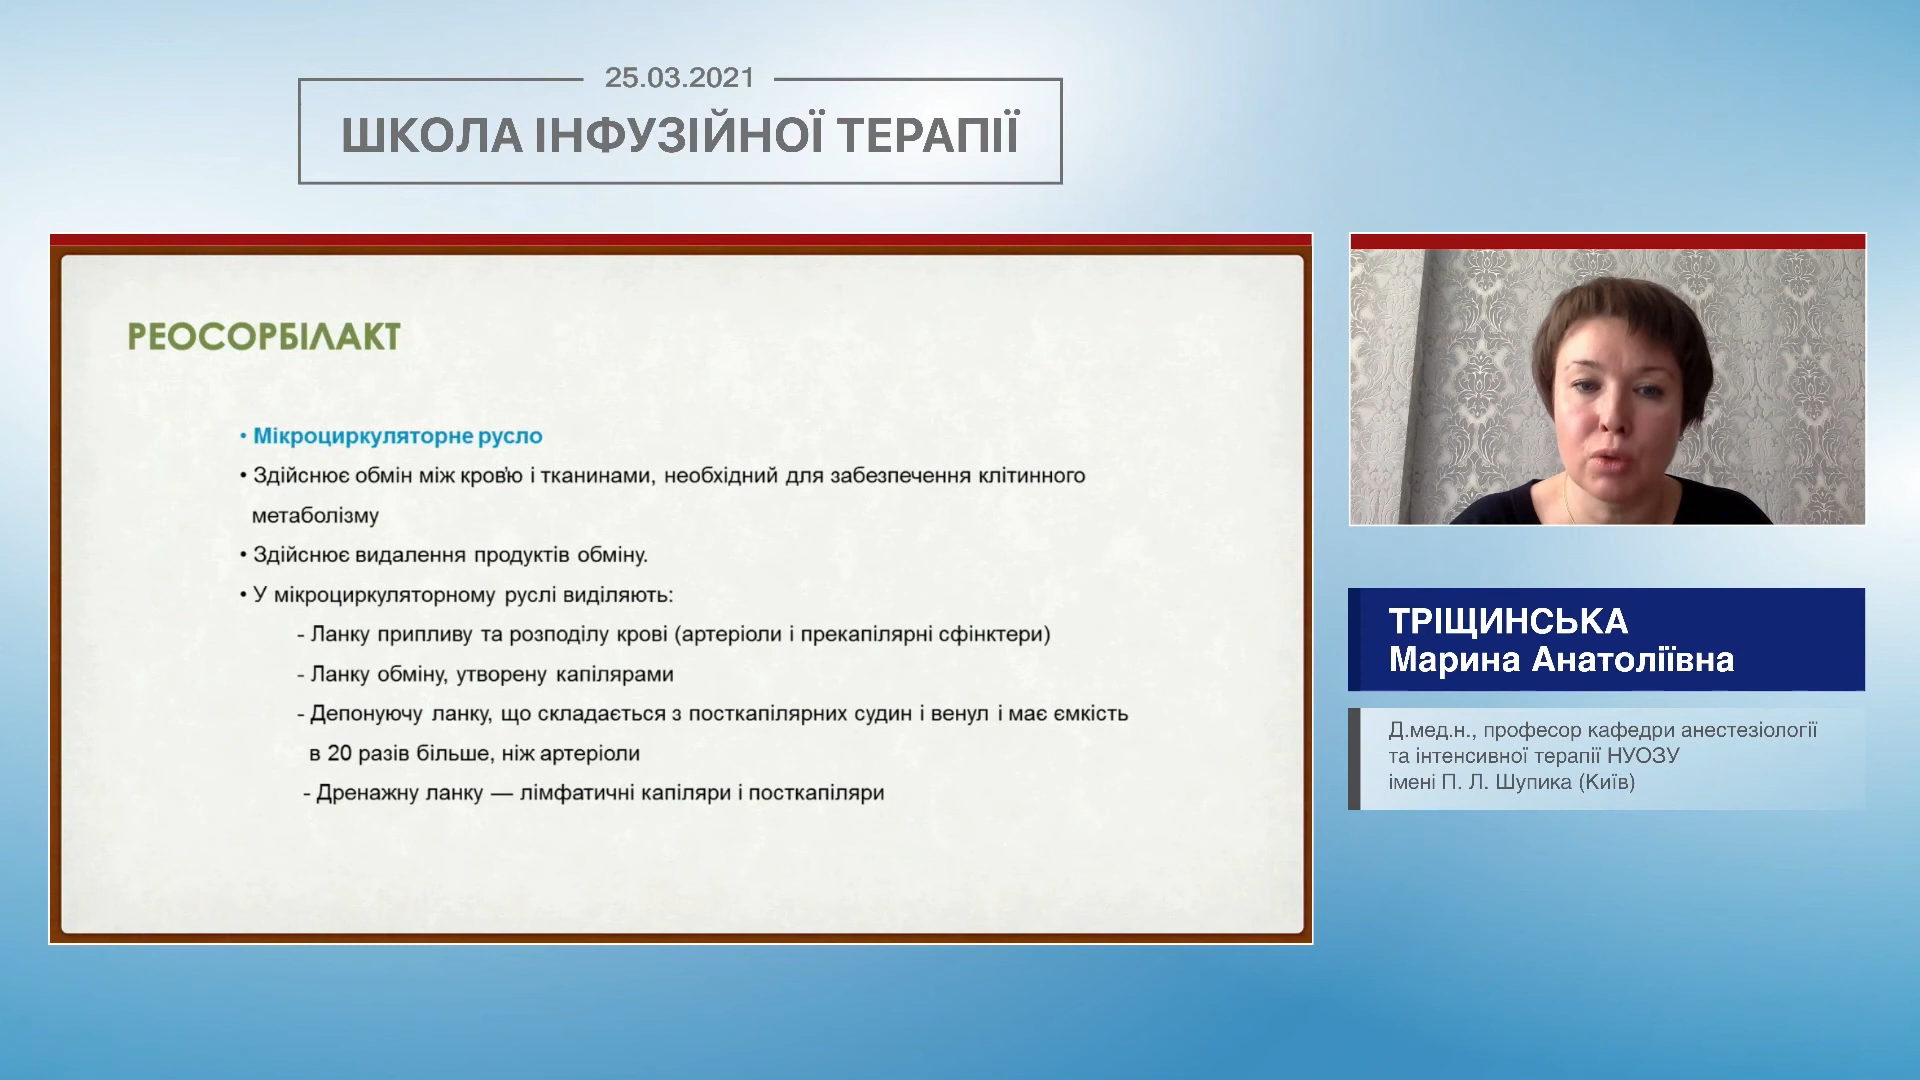 25.03.2021
ШКОЛА ІНФУЗІЙНОЇ ТЕРАПІЇ
РЕОСОРБІЛАКТ
• Мікроциркуляторне русло
• Здійснює обмін між кров'ю і тканинами, необхідний для забезпечення клітинного
метаболізму
• Здійснює видалення продуктів обміну.
• У мікроциркуляторному руслі виділяють:
- Ланку припливу та розподілу крові (артеріоли і прекапілярні сфінктери)
- Ланку обміну, утворену капілярами
- Депонуючу ланку, що складається з посткапілярних судин і венул і має ємкість
в 20 разів більше, ніж артеріоли
- Дренажну ланку — лімфатичні капіляри і посткапіляри
ТРІЩИНСЬКА
Марина Анатоліївна
Д.мед.н., професор кафедри анестезіології
та інтенсивної терапії НУОЗУ
імені П. Л. Шупика (Київ)